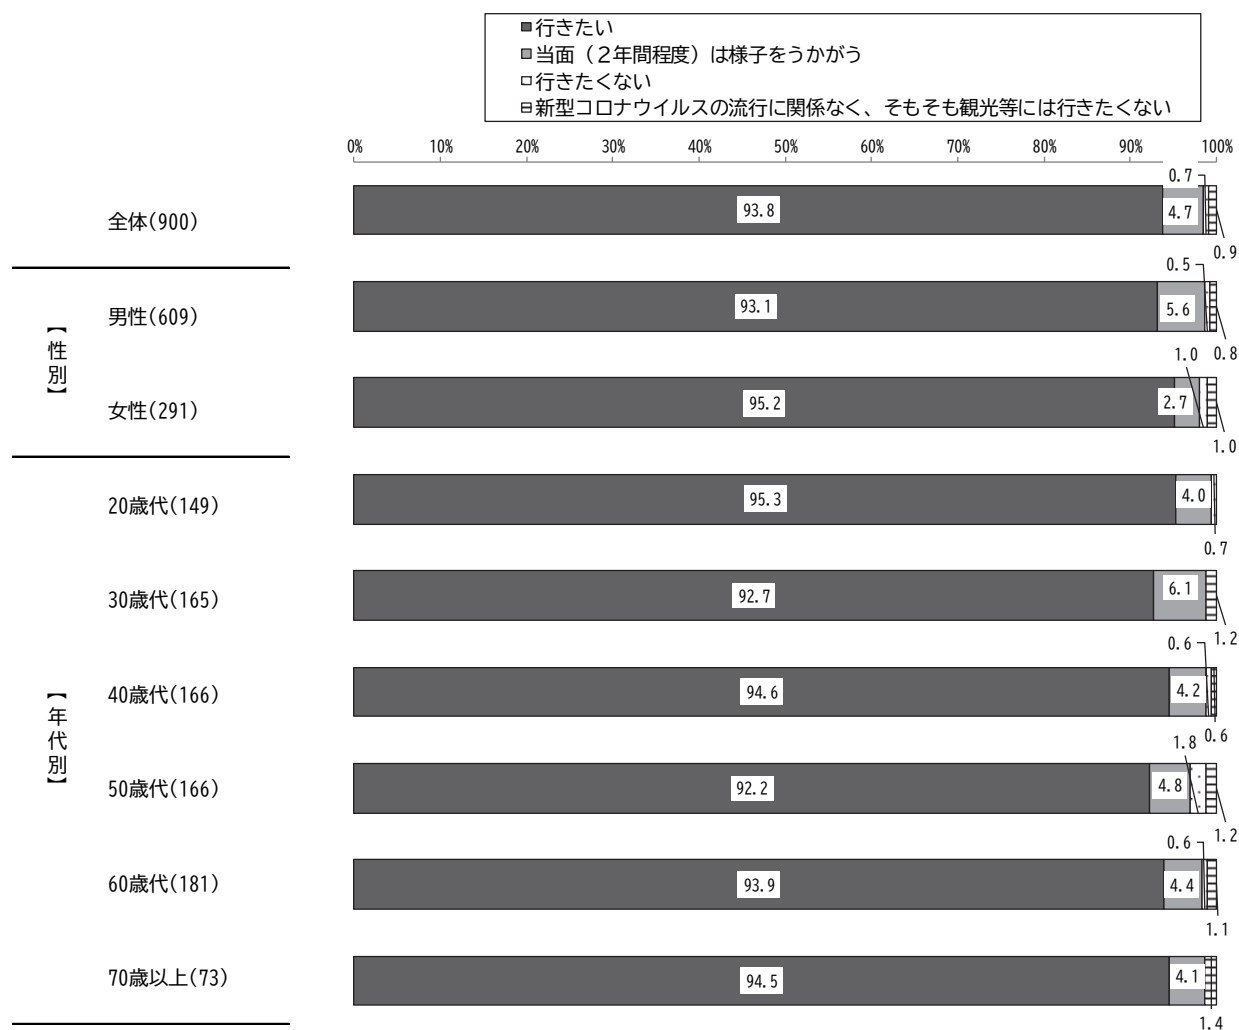 行きたい
当面（２年間程度）は様子をうかがう
行きたくない
新型コロナウイルスの流行に関係なく、そもそも観光等には行きたくない
0% 10% 20% 30% 40% 50% 60% 70% 80% 90% 100%
0.7
全体(900) 93.8 4.7
0.9
0.5
【性別】
男性(609) 93.1 5.6
1.0 0.8
女性(291) 95.2 2.7
1.0
20歳代(149) 95.3 4.0
0.7
30歳代(165) 92.7 6.1
0.6 1.2
【年代別】
40歳代(166) 94.6 4.2
1.8 0.6
50歳代(166) 92.2 4.8
0.6 1.2
60歳代(181) 93.9 4.4
1.1
70歳以上(73) 94.5 4.1
1.4